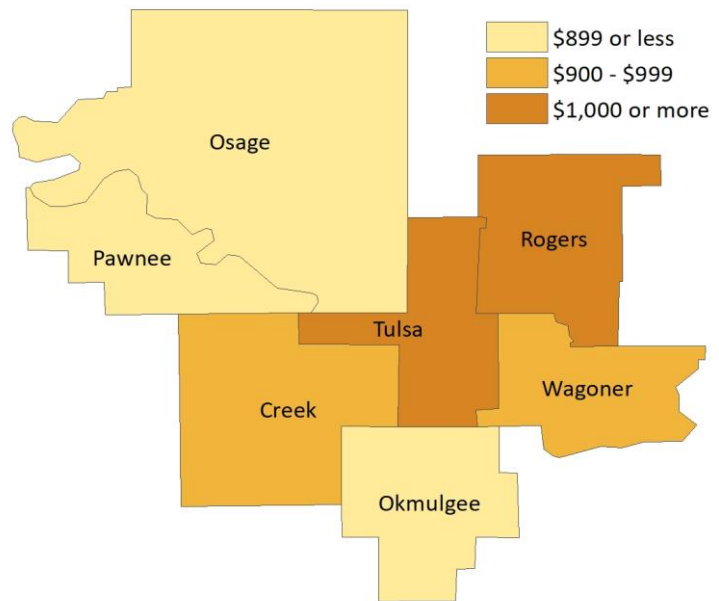 $899 or less
$900 - $999
$1,000 or more
Osage
Rogers
Pawnee
Tulsa
Wagoner
Creek
Okmulgee